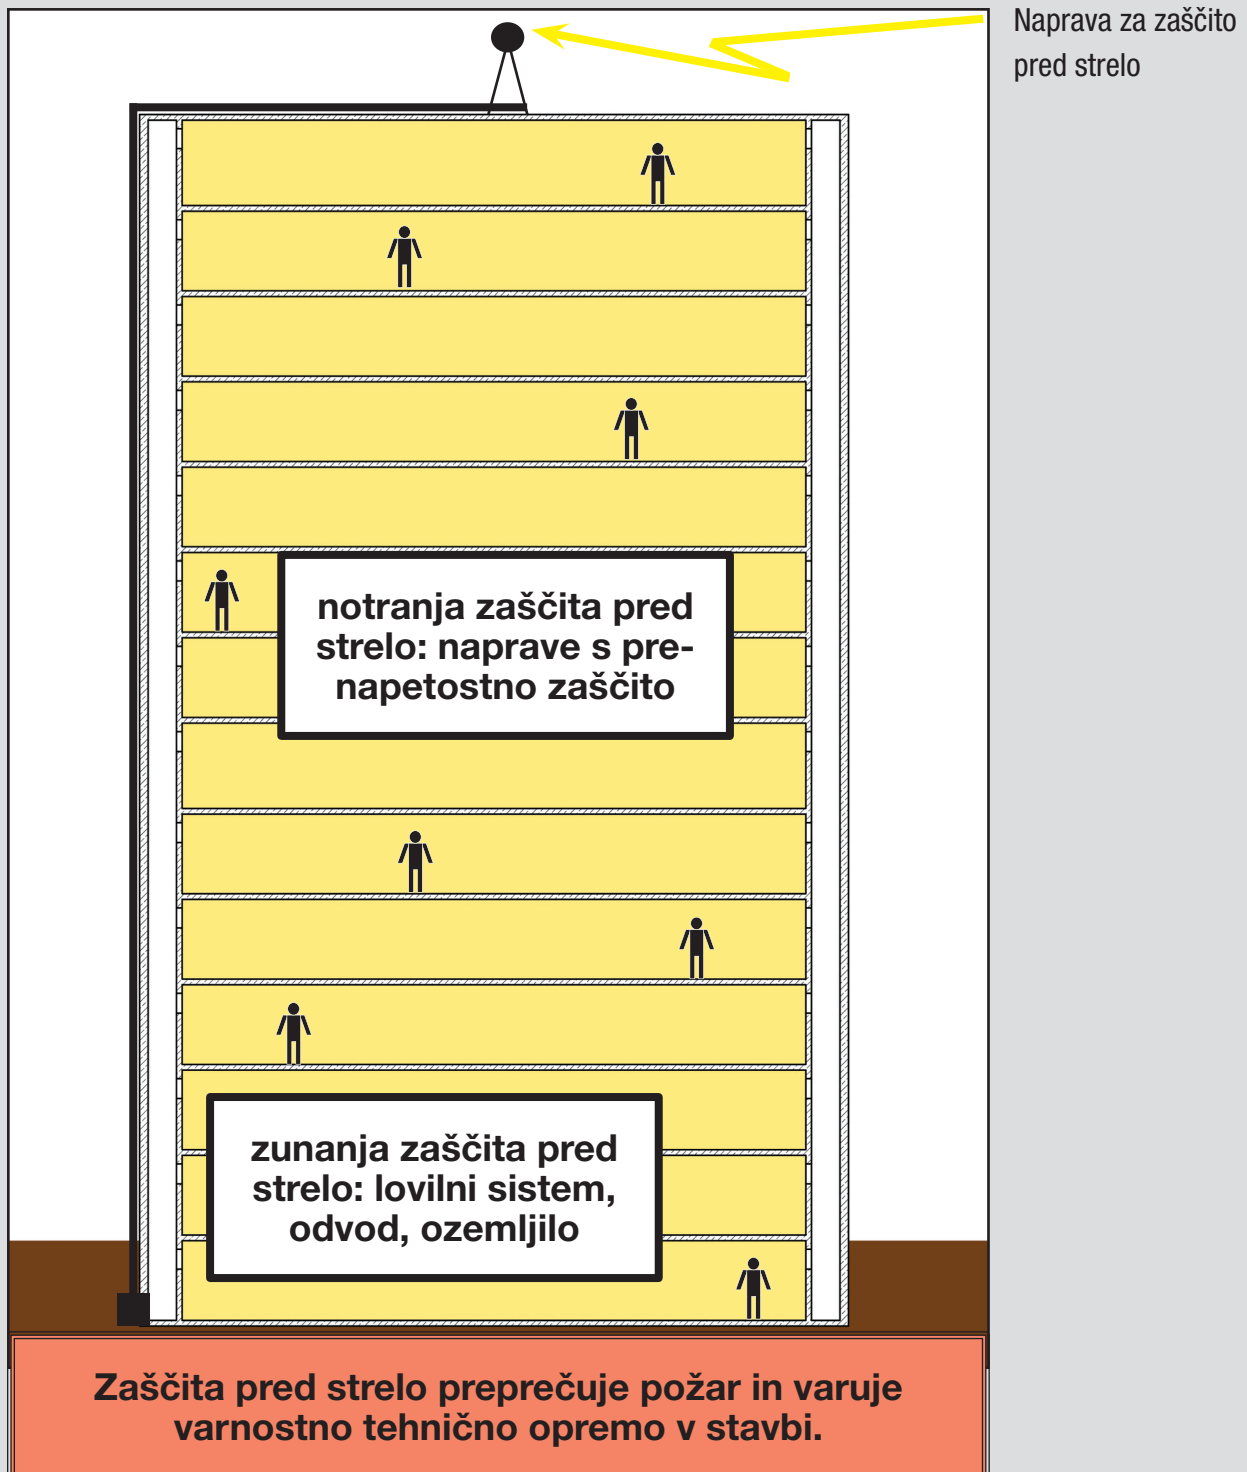 Naprava za zaščito
pred strelo
notranja zaščita pred
strelo: naprave s pre-
napetostno zaščito
zunanja zaščita pred
strelo: lovilni sistem,
odvod, ozemljilo
Zaščita pred strelo preprečuje požar in varuje
varnostno tehnično opremo v stavbi.